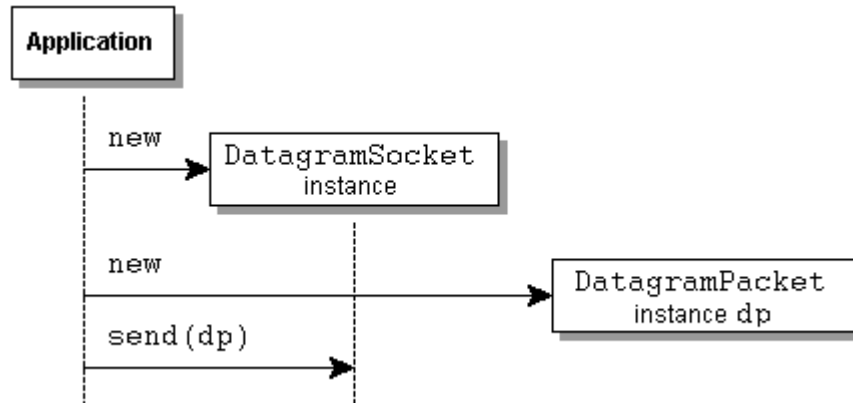 Application
new
DatagramSocket
instance
new
DatagramPacket
instance dp
send(dp)